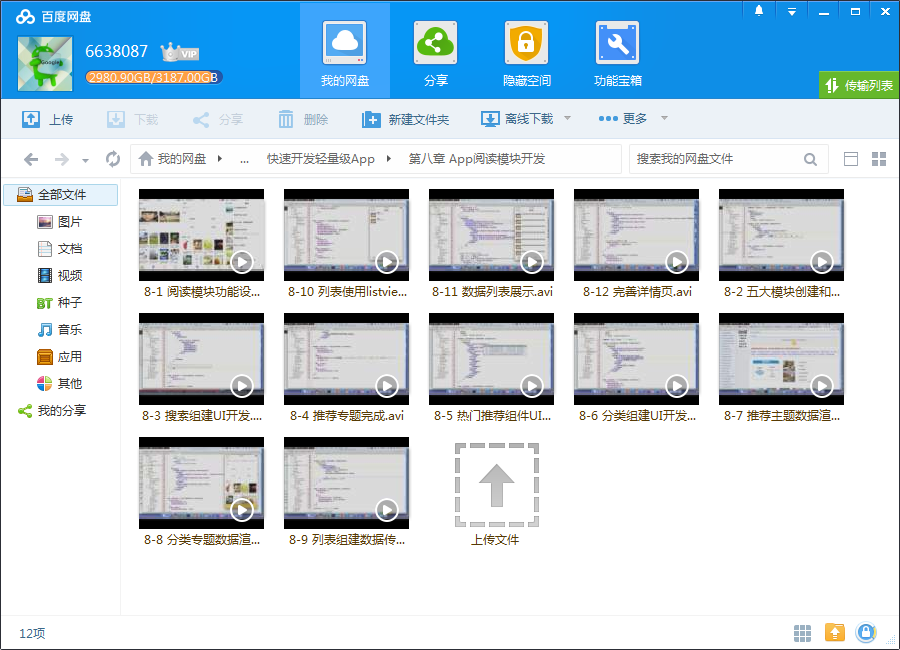 百度网盘
6638087
VIP
2980.90GB/3187.00GB
我的网盘
分享
隐藏空间
功能宝箱
传输列表
上传
下载
分享
删除
新建文件夹
离线下载
更多
我的网盘
...
快速开发轻量级App
第八章 App阅读模块开发
搜索我的网盘文件
全部文件
图片
文档
视频
BT 种子
音乐
应用
其他
我的分享
8-1 阅读模块功能设...
8-10 列表使用listvie...
8-11 数据列表展示.avi
8-12 完善详情页.avi
8-2 五大模块创建和...
8-3 搜索组建UI开发....
8-4 推荐专题完成.avi
8-5 热门推荐组件UI...
8-6 分类组建UI开发...
8-7 推荐主题数据渲...
8-8 分类专题数据渲...
8-9 列表组建数据传...
上传文件
12项